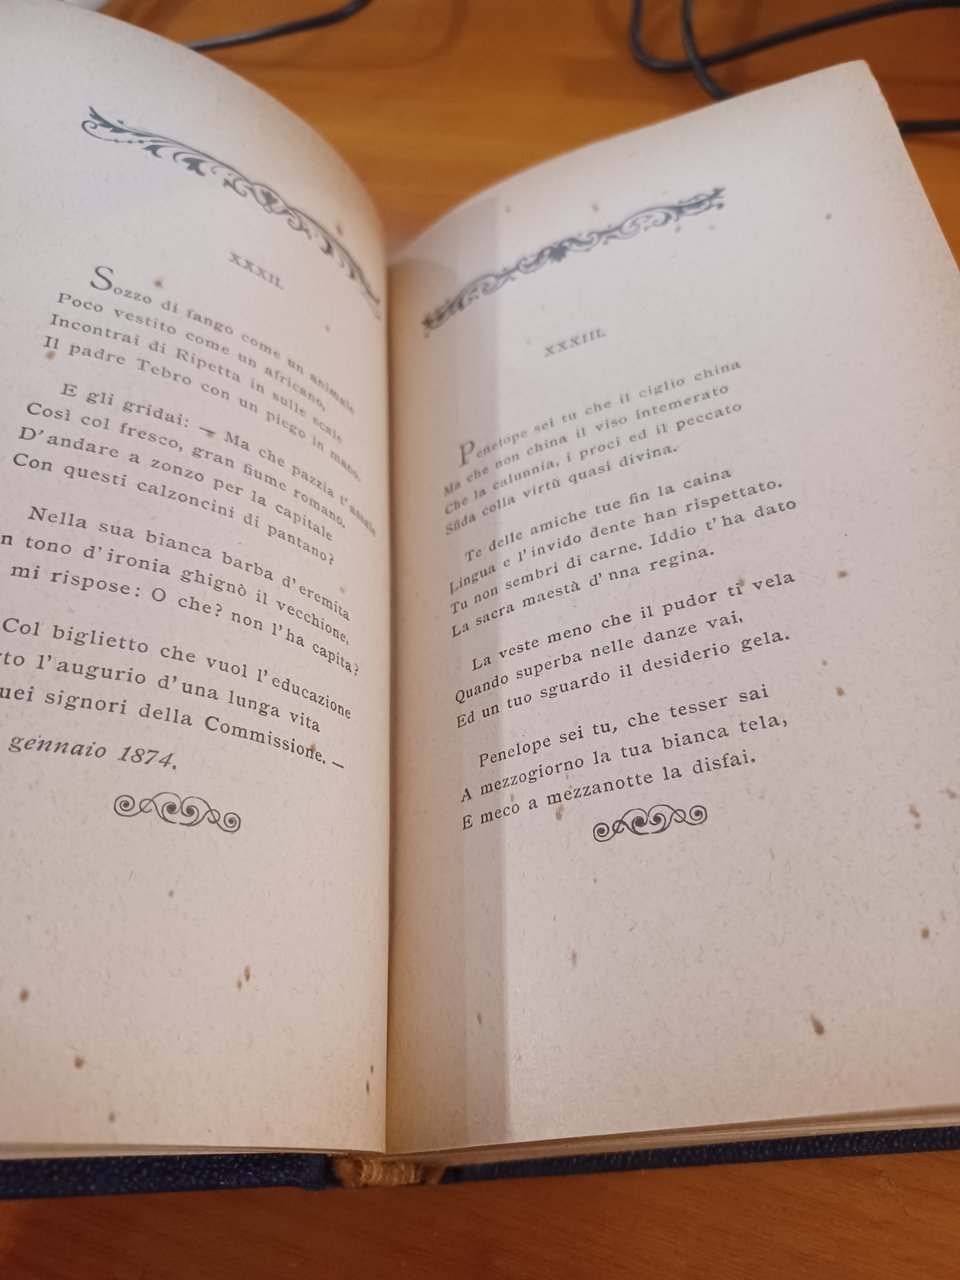 XXXII.
Sozzo di fango come un animale
Poco vestito come un africano,
Incontrai di Ripetta in sulle scale
Il padre Tebro con un piego in mano.
E gli gridai: — Ma che pazzia t'assale
Così col fresco, gran fiume romano.
D'andare a zonzo per la capitale
Con questi calzoncini di pantano?
Nella sua bianca barba d'eremita
n tono d'ironia ghignò il vecchione,
mi rispose: O che? non l'ha capita?
Col biglietto che vuol l'educazione
rto l'augurio d'una lunga vita
uei signori della Commissione. —
gennaio 1874.
XXXIII.
Penelope sei tu che il ciglio china
Ma che non china il viso intemerato
Che la calunnia, i proci ed il peccato
Sfida colla virtù quasi divina.
Te delle amiche tue fin la caina
Lingua e l'invido dente han rispettato.
Tu non sembri di carne. Iddio t'ha dato
La sacra maestà d'nna regina.
La veste meno che il pudor ti vela
Quando superba nelle danze vai,
Ed un tuo sguardo il desiderio gela.
Penelope sei tu, che tesser sai
A mezzogiorno la tua bianca tela,
E meco a mezzanotte la disfai.